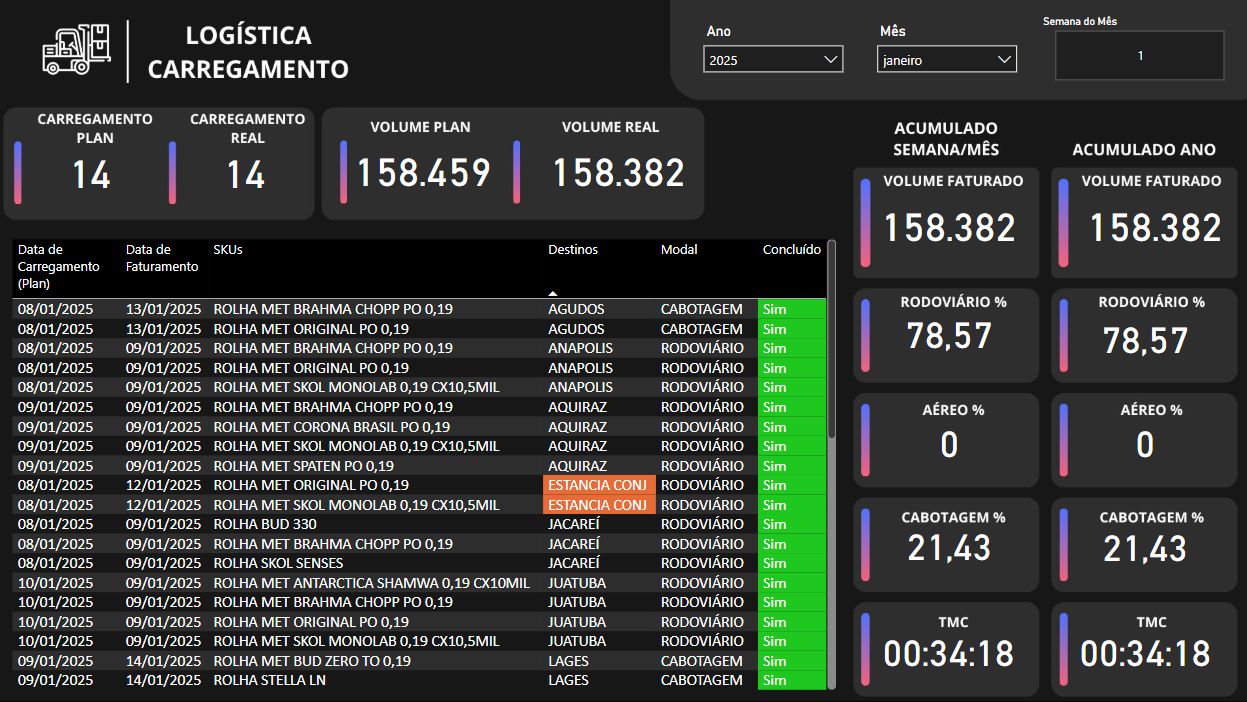 LOGÍSTICA
CARREGAMENTO
Ano
2025
Mês
janeiro
Semana do Mês
1
CARREGAMENTO
PLAN
14
CARREGAMENTO
REAL
14
VOLUME PLAN
158.459
VOLUME REAL
158.382
Data de
Carregamento
(Plan)
Data de
Faturamento
SKUs
Destinos
Modal
Concluído
08/01/2025 13/01/2025 ROLHA MET BRAHMA CHOPP PO 0,19 AGUDOS CABOTAGEM Sim
08/01/2025 13/01/2025 ROLHA MET ORIGINAL PO 0,19 AGUDOS CABOTAGEM Sim
08/01/2025 09/01/2025 ROLHA MET BRAHMA CHOPP PO 0,19 ANAPOLIS RODOVIÁRIO Sim
08/01/2025 09/01/2025 ROLHA MET ORIGINAL PO 0,19 ANAPOLIS RODOVIÁRIO Sim
08/01/2025 09/01/2025 ROLHA MET SKOL MONOLAB 0,19 CX10,5MIL ANAPOLIS RODOVIÁRIO Sim
09/01/2025 09/01/2025 ROLHA MET BRAHMA CHOPP PO 0,19 AQUIRAZ RODOVIÁRIO Sim
09/01/2025 09/01/2025 ROLHA MET CORONA BRASIL PO 0,19 AQUIRAZ RODOVIÁRIO Sim
09/01/2025 09/01/2025 ROLHA MET SKOL MONOLAB 0,19 CX10,5MIL AQUIRAZ RODOVIÁRIO Sim
09/01/2025 09/01/2025 ROLHA MET SPATEN PO 0,19 AQUIRAZ RODOVIÁRIO Sim
08/01/2025 12/01/2025 ROLHA MET ORIGINAL PO 0,19 ESTANCIA CONJ RODOVIÁRIO Sim
08/01/2025 12/01/2025 ROLHA MET SKOL MONOLAB 0,19 CX10,5MIL ESTANCIA CONJ RODOVIÁRIO Sim
08/01/2025 09/01/2025 ROLHA BUD 330 JACAREÍ RODOVIÁRIO Sim
08/01/2025 09/01/2025 ROLHA MET BRAHMA CHOPP PO 0,19 JACAREÍ RODOVIÁRIO Sim
08/01/2025 09/01/2025 ROLHA SKOL SENSES JACAREÍ RODOVIÁRIO Sim
10/01/2025 09/01/2025 ROLHA MET ANTARCTICA SHAMWA 0,19 CX10MIL JUATUBA RODOVIÁRIO Sim
10/01/2025 09/01/2025 ROLHA MET BRAHMA CHOPP PO 0,19 JUATUBA RODOVIÁRIO Sim
10/01/2025 09/01/2025 ROLHA MET ORIGINAL PO 0,19 JUATUBA RODOVIÁRIO Sim
10/01/2025 09/01/2025 ROLHA MET SKOL MONOLAB 0,19 CX10,5MIL JUATUBA RODOVIÁRIO Sim
09/01/2025 14/01/2025 ROLHA MET BUD ZERO TO 0,19 LAGES CABOTAGEM Sim
09/01/2025 14/01/2025 ROLHA STELLA LN LAGES CABOTAGEM Sim
ACUMULADO
SEMANA/MÊS
VOLUME FATURADO
158.382
RODOVIÁRIO %
78,57
AÉREO %
0
CABOTAGEM %
21,43
TMC
00:34:18
ACUMULADO ANO
VOLUME FATURADO
158.382
RODOVIÁRIO %
78,57
AÉREO %
0
CABOTAGEM %
21,43
TMC
00:34:18